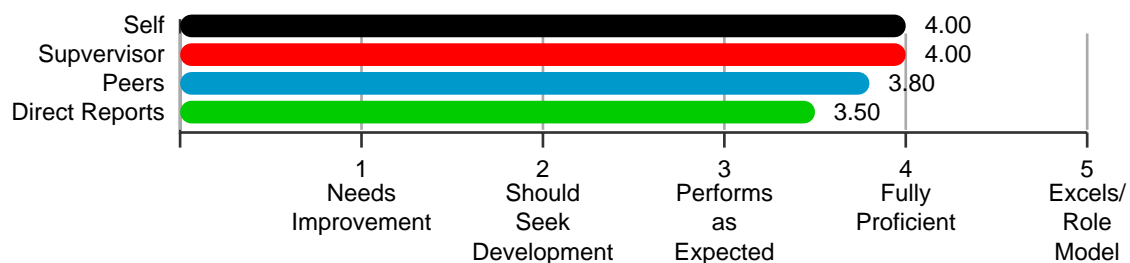 Self 4.00
Supvervisor 4.00
Peers 3.80
Direct Reports 3.50
1 2 3 4 5
Needs Should Performs Fully Excels/
Improvement Seek as Proficient Role
Development Expected Model